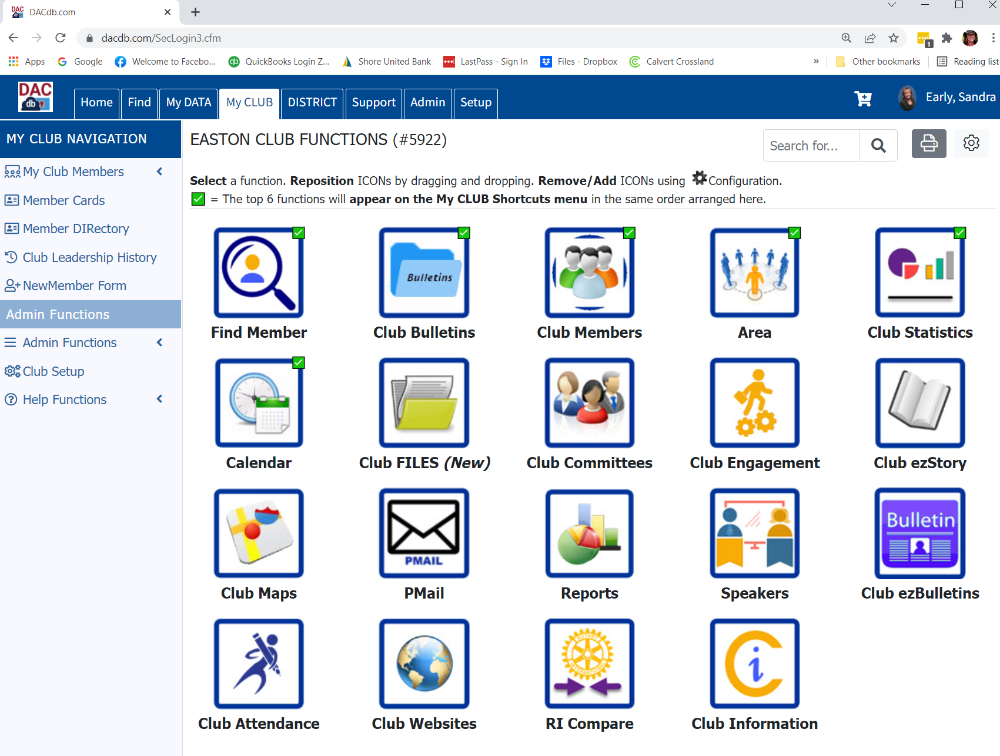 DACdb.com
dacdb.com/SecLogin3.cfm
1
Apps Google Welcome to Facebo... QuickBooks Login Z... Shore United Bank LastPass - Sign In Files - Dropbox Calvert Crossland » Other bookmarks Reading list
DAC
db
Home Find My DATA My CLUB DISTRICT Support Admin Setup Early, Sandra
MY CLUB NAVIGATION
My Club Members
Member Cards
Member DIRectory
Club Leadership History
NewMember Form
Admin Functions
Admin Functions
Club Setup
Help Functions
EASTON CLUB FUNCTIONS (#5922)
Search for...
Select a function. Reposition ICONs by dragging and dropping. Remove/Add ICONs using Configuration.
= The top 6 functions will appear on the My CLUB Shortcuts menu in the same order arranged here.
Bulletins
Find Member Club Bulletins Club Members Area Club Statistics
Calendar Club FILES (New) Club Committees Club Engagement Club ezStory
PMAIL
Bulletin
Club Maps PMail Reports Speakers Club ezBulletins
ROTARY
INTERNATIONAL
i
Club Attendance Club Websites RI Compare Club Information